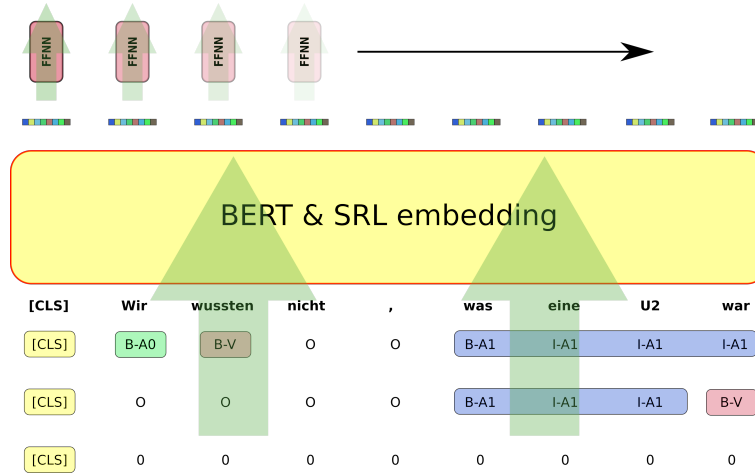 FFNN FFNN FFNN FFNN
BERT & SRL embedding
[CLS] Wir wussten nicht , was eine U2 war
[CLS] B-A0 B-V O O B-A1 I-A1 I-A1 I-A1
[CLS] O O O O B-A1 I-A1 I-A1 B-V
[CLS] 0 0 0 0 0 0 0 0